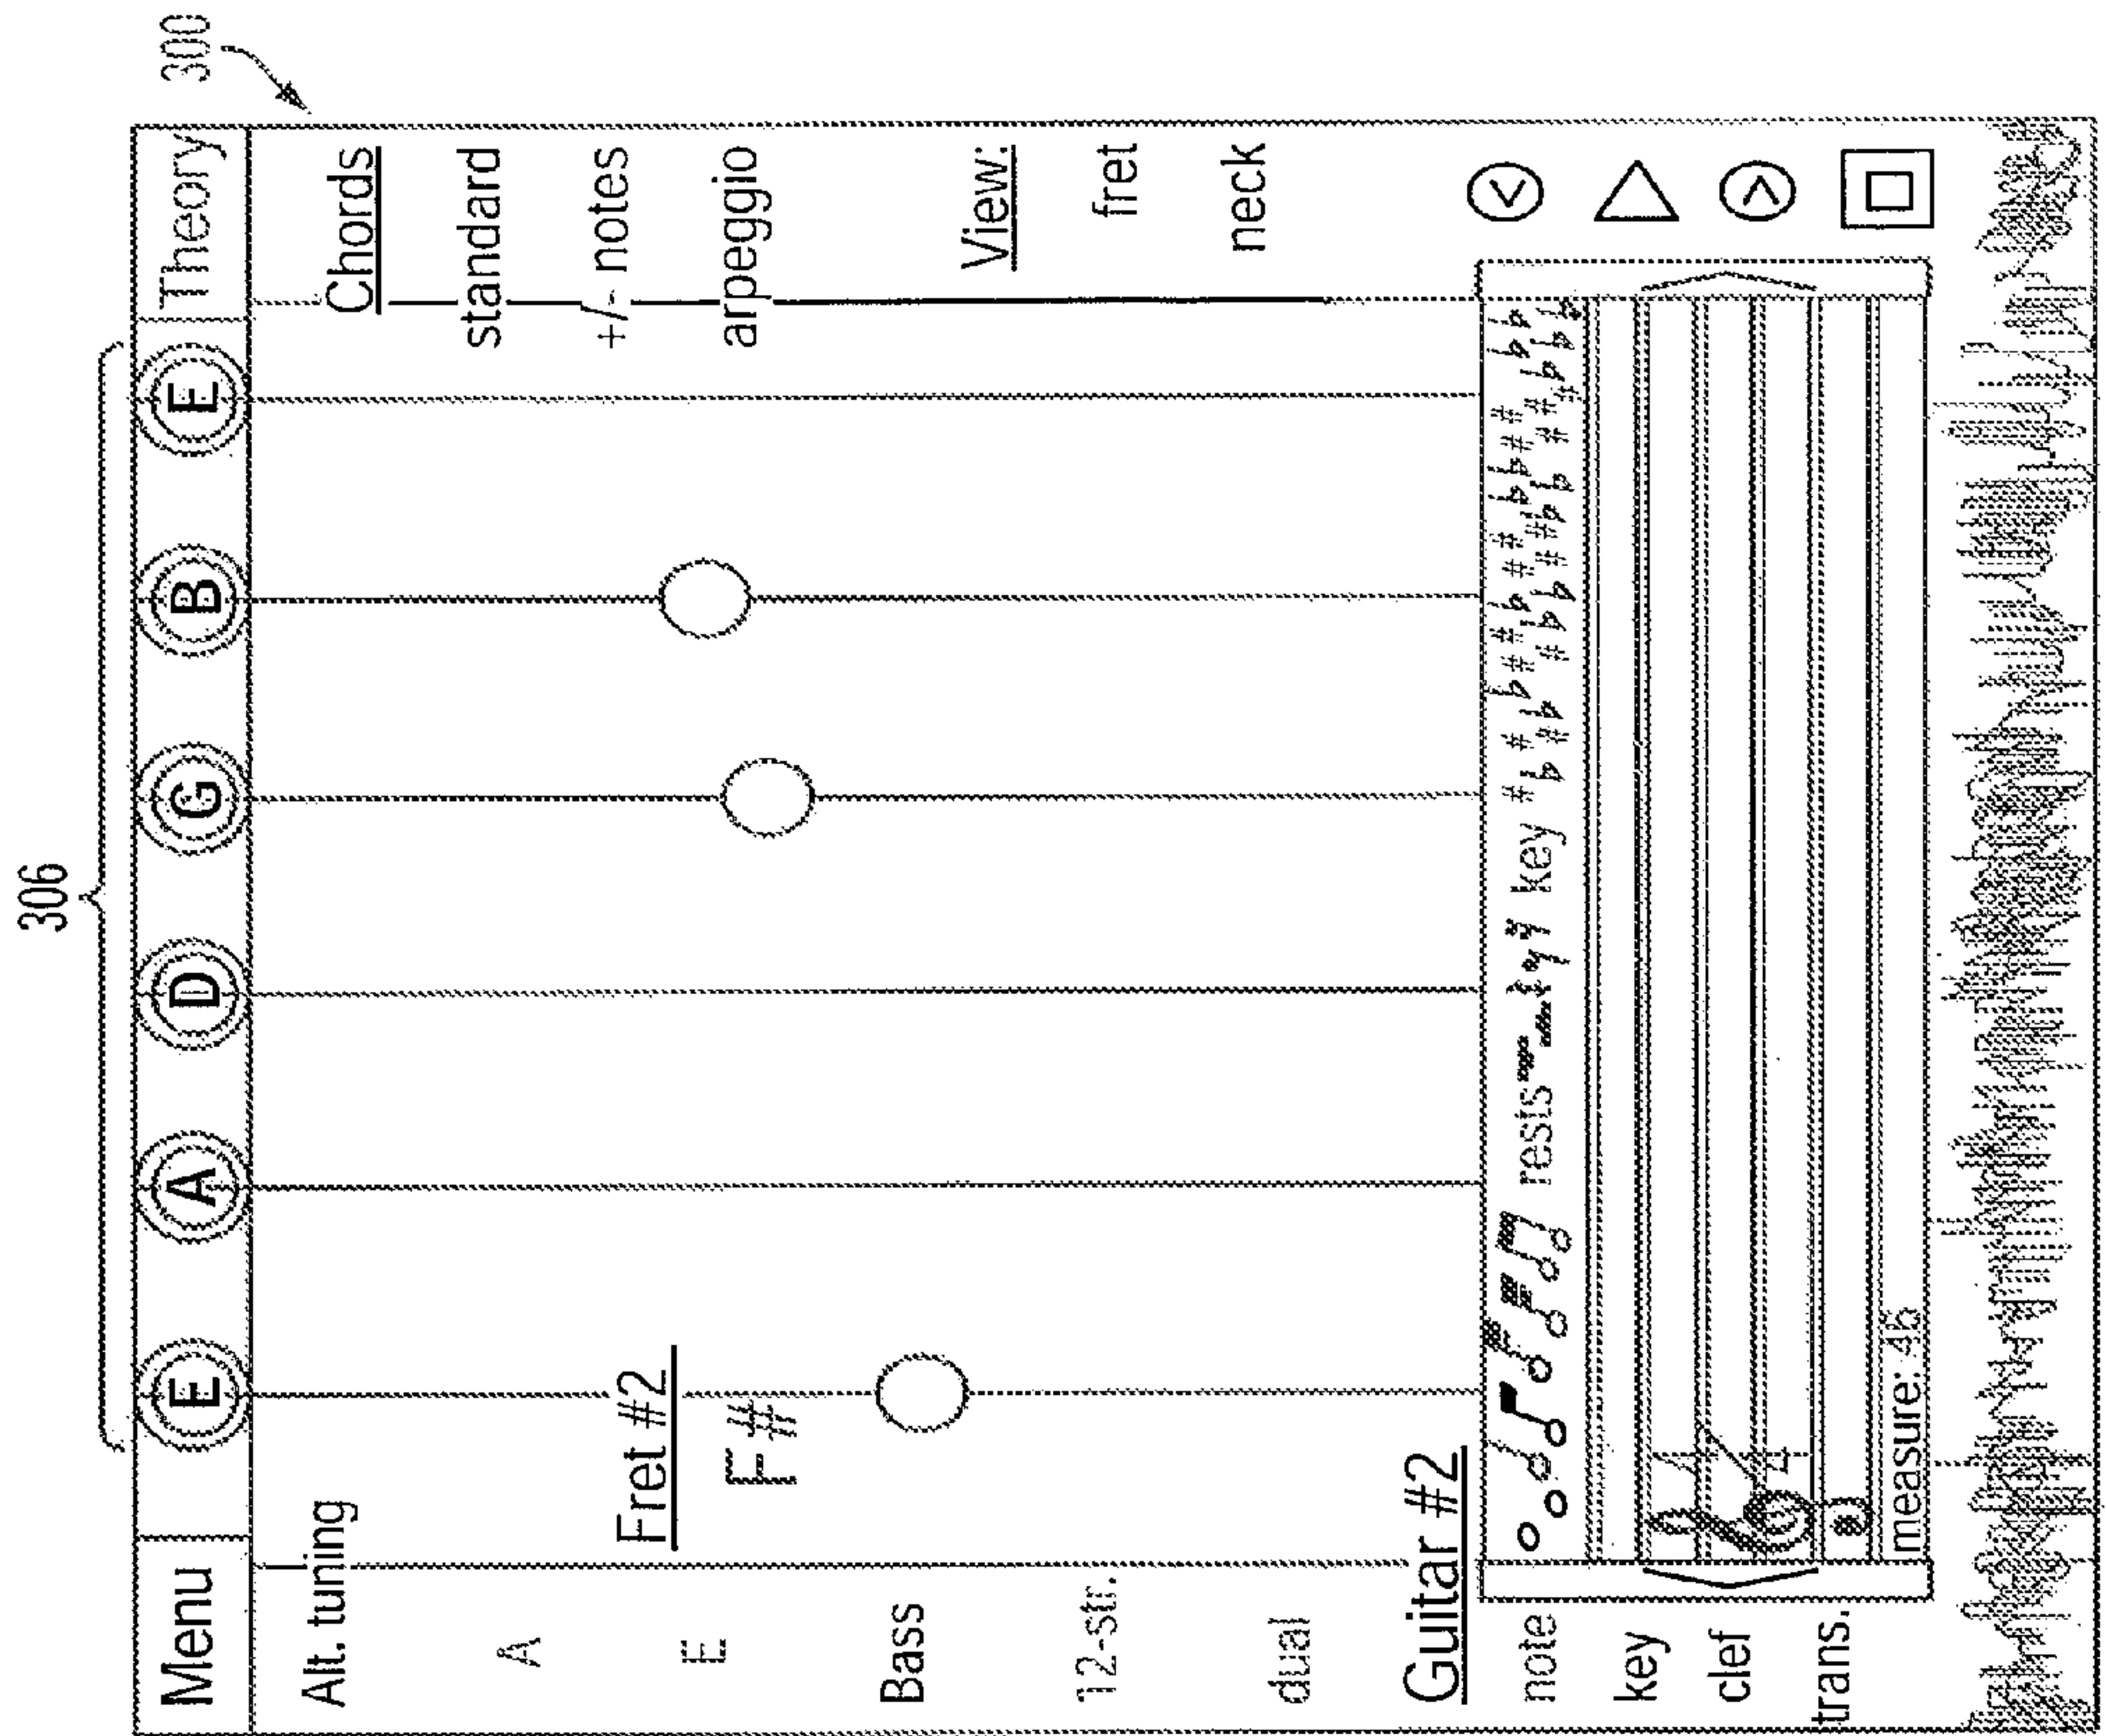 300
306
Menu
E A D G B E
Theory
Alt. tuning
A
E
Bass
12-str.
dual
Guitar #2
Fret #2
F#
Chords
standard
+/- notes
arpeggio
View:
fret
neck
rests
key
note
key
clef
trans.
measure: 46